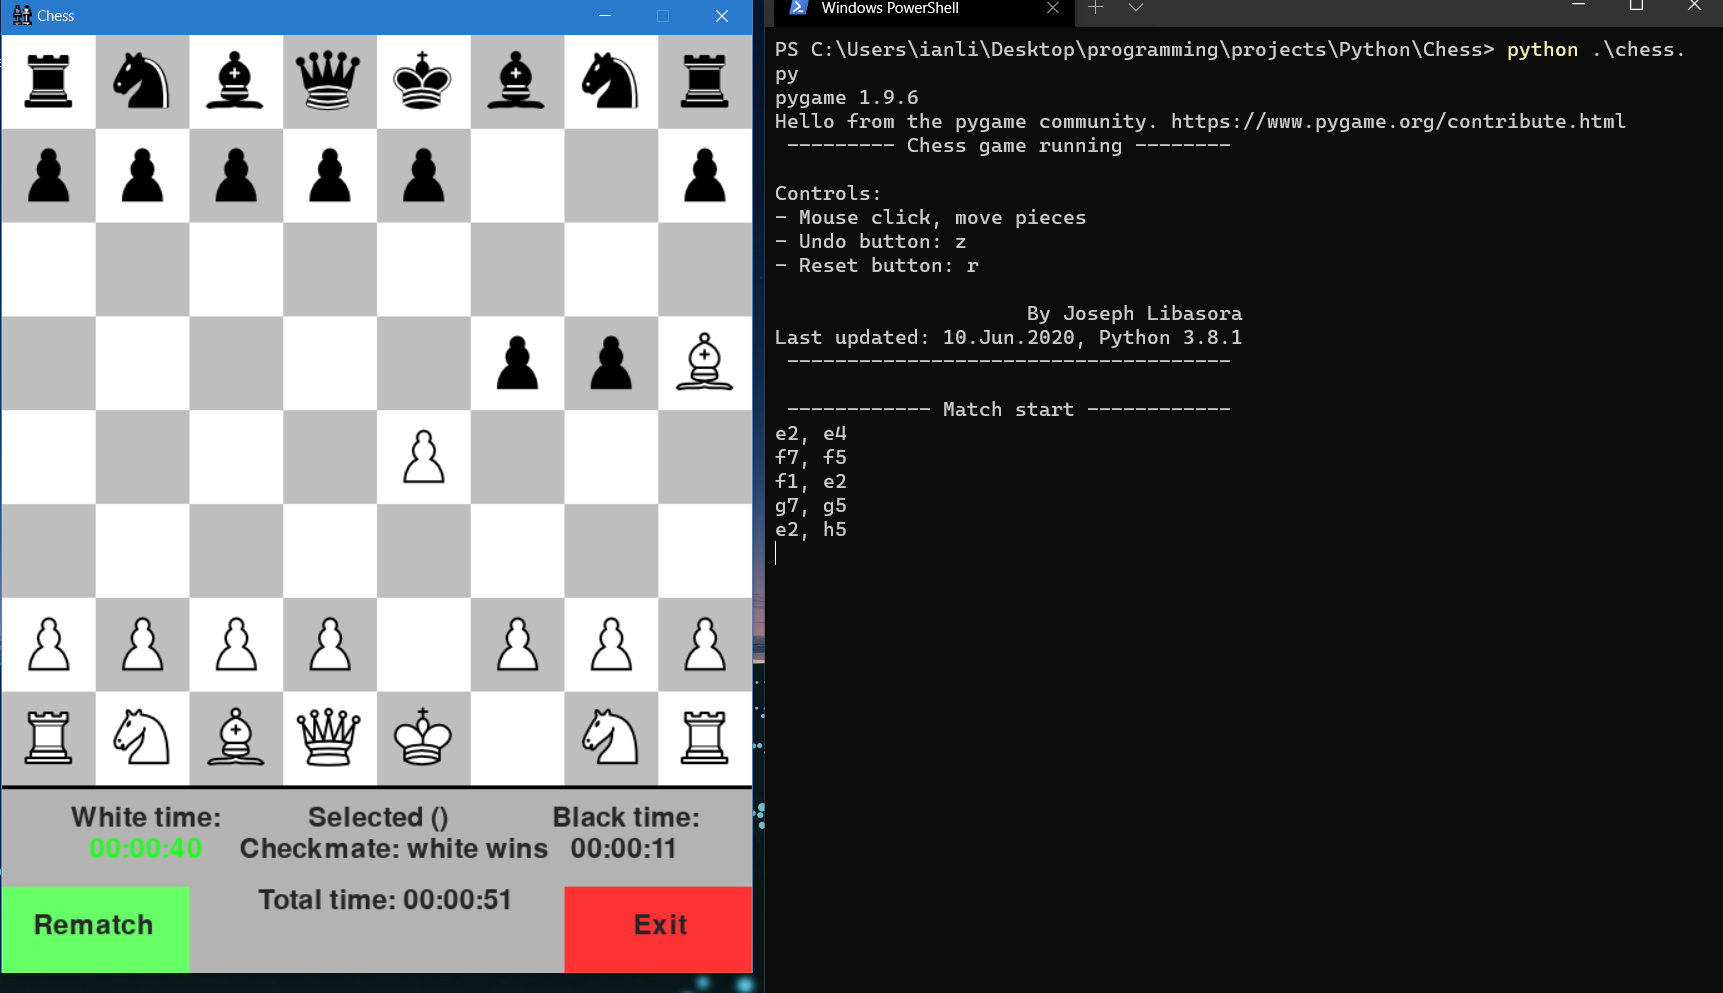 Chess
White time:
Selected ()
Black time:
00:00:40
Checkmate: white wins
00:00:11
Total time: 00:00:51
Rematch
Exit
Windows PowerShell
PS C:\Users\ianli\Desktop\programming\projects\Python\Chess> python .\chess.
py
pygame 1.9.6
Hello from the pygame community. https://www.pygame.org/contribute.html
--------- Chess game running --------
Controls:
- Mouse click, move pieces
- Undo button: z
- Reset button: r
By Joseph Libasora
Last updated: 10.Jun.2020, Python 3.8.1
-------------------------------------
------------ Match start ------------
e2, e4
f7, f5
f1, e2
g7, g5
e2, h5